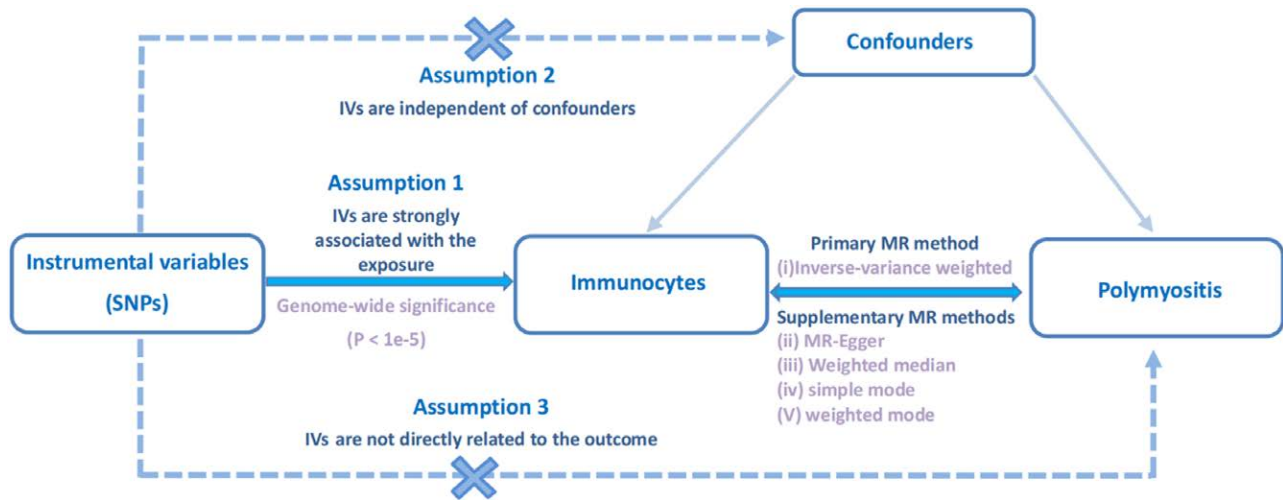 Confounders
Assumption 2
IVs are independent of confounders
Assumption 1
IVs are strongly
associated with the
exposure
Instrumental variables
(SNPs)
Genome-wide significance
(P < 1e-5)
Immunocytes
Primary MR method
(i)Inverse-variance weighted
Supplementary MR methods
(ii) MR-Egger
(iii) Weighted median
(iv) simple mode
(V) weighted mode
Polymyositis
Assumption 3
IVs are not directly related to the outcome